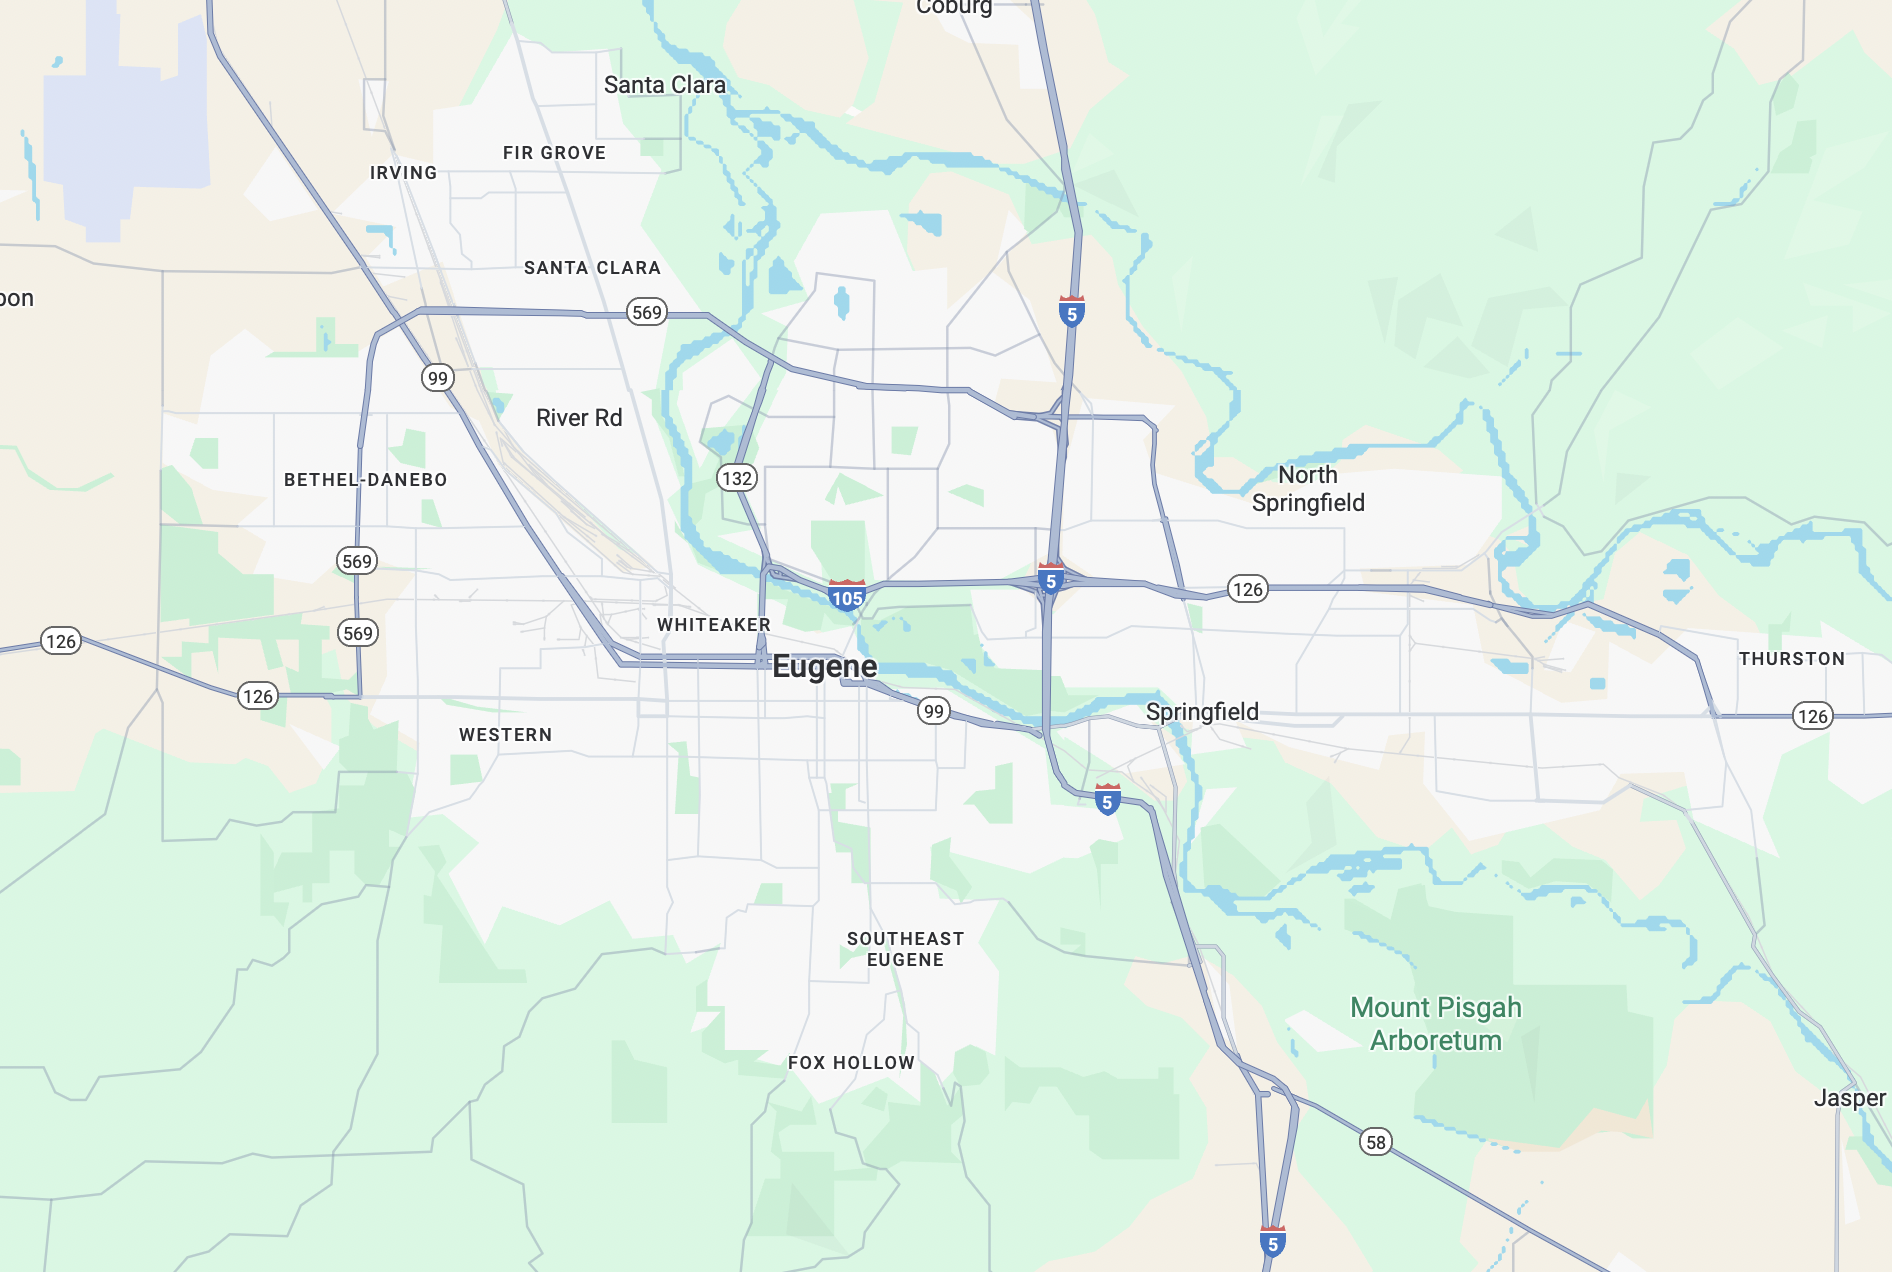 Coburg
Santa Clara
FIR GROVE
IRVING
SANTA CLARA
oon
569
5
99
River Rd
BETHEL-DANEBO
132
North
Springfield
569
5
105
126
WHITEAKER
569
126
Eugene
THURSTON
126
99
Springfield
126
WESTERN
5
SOUTHEAST
EUGENE
Mount Pisgah
Arboretum
FOX HOLLOW
Jasper
58
5